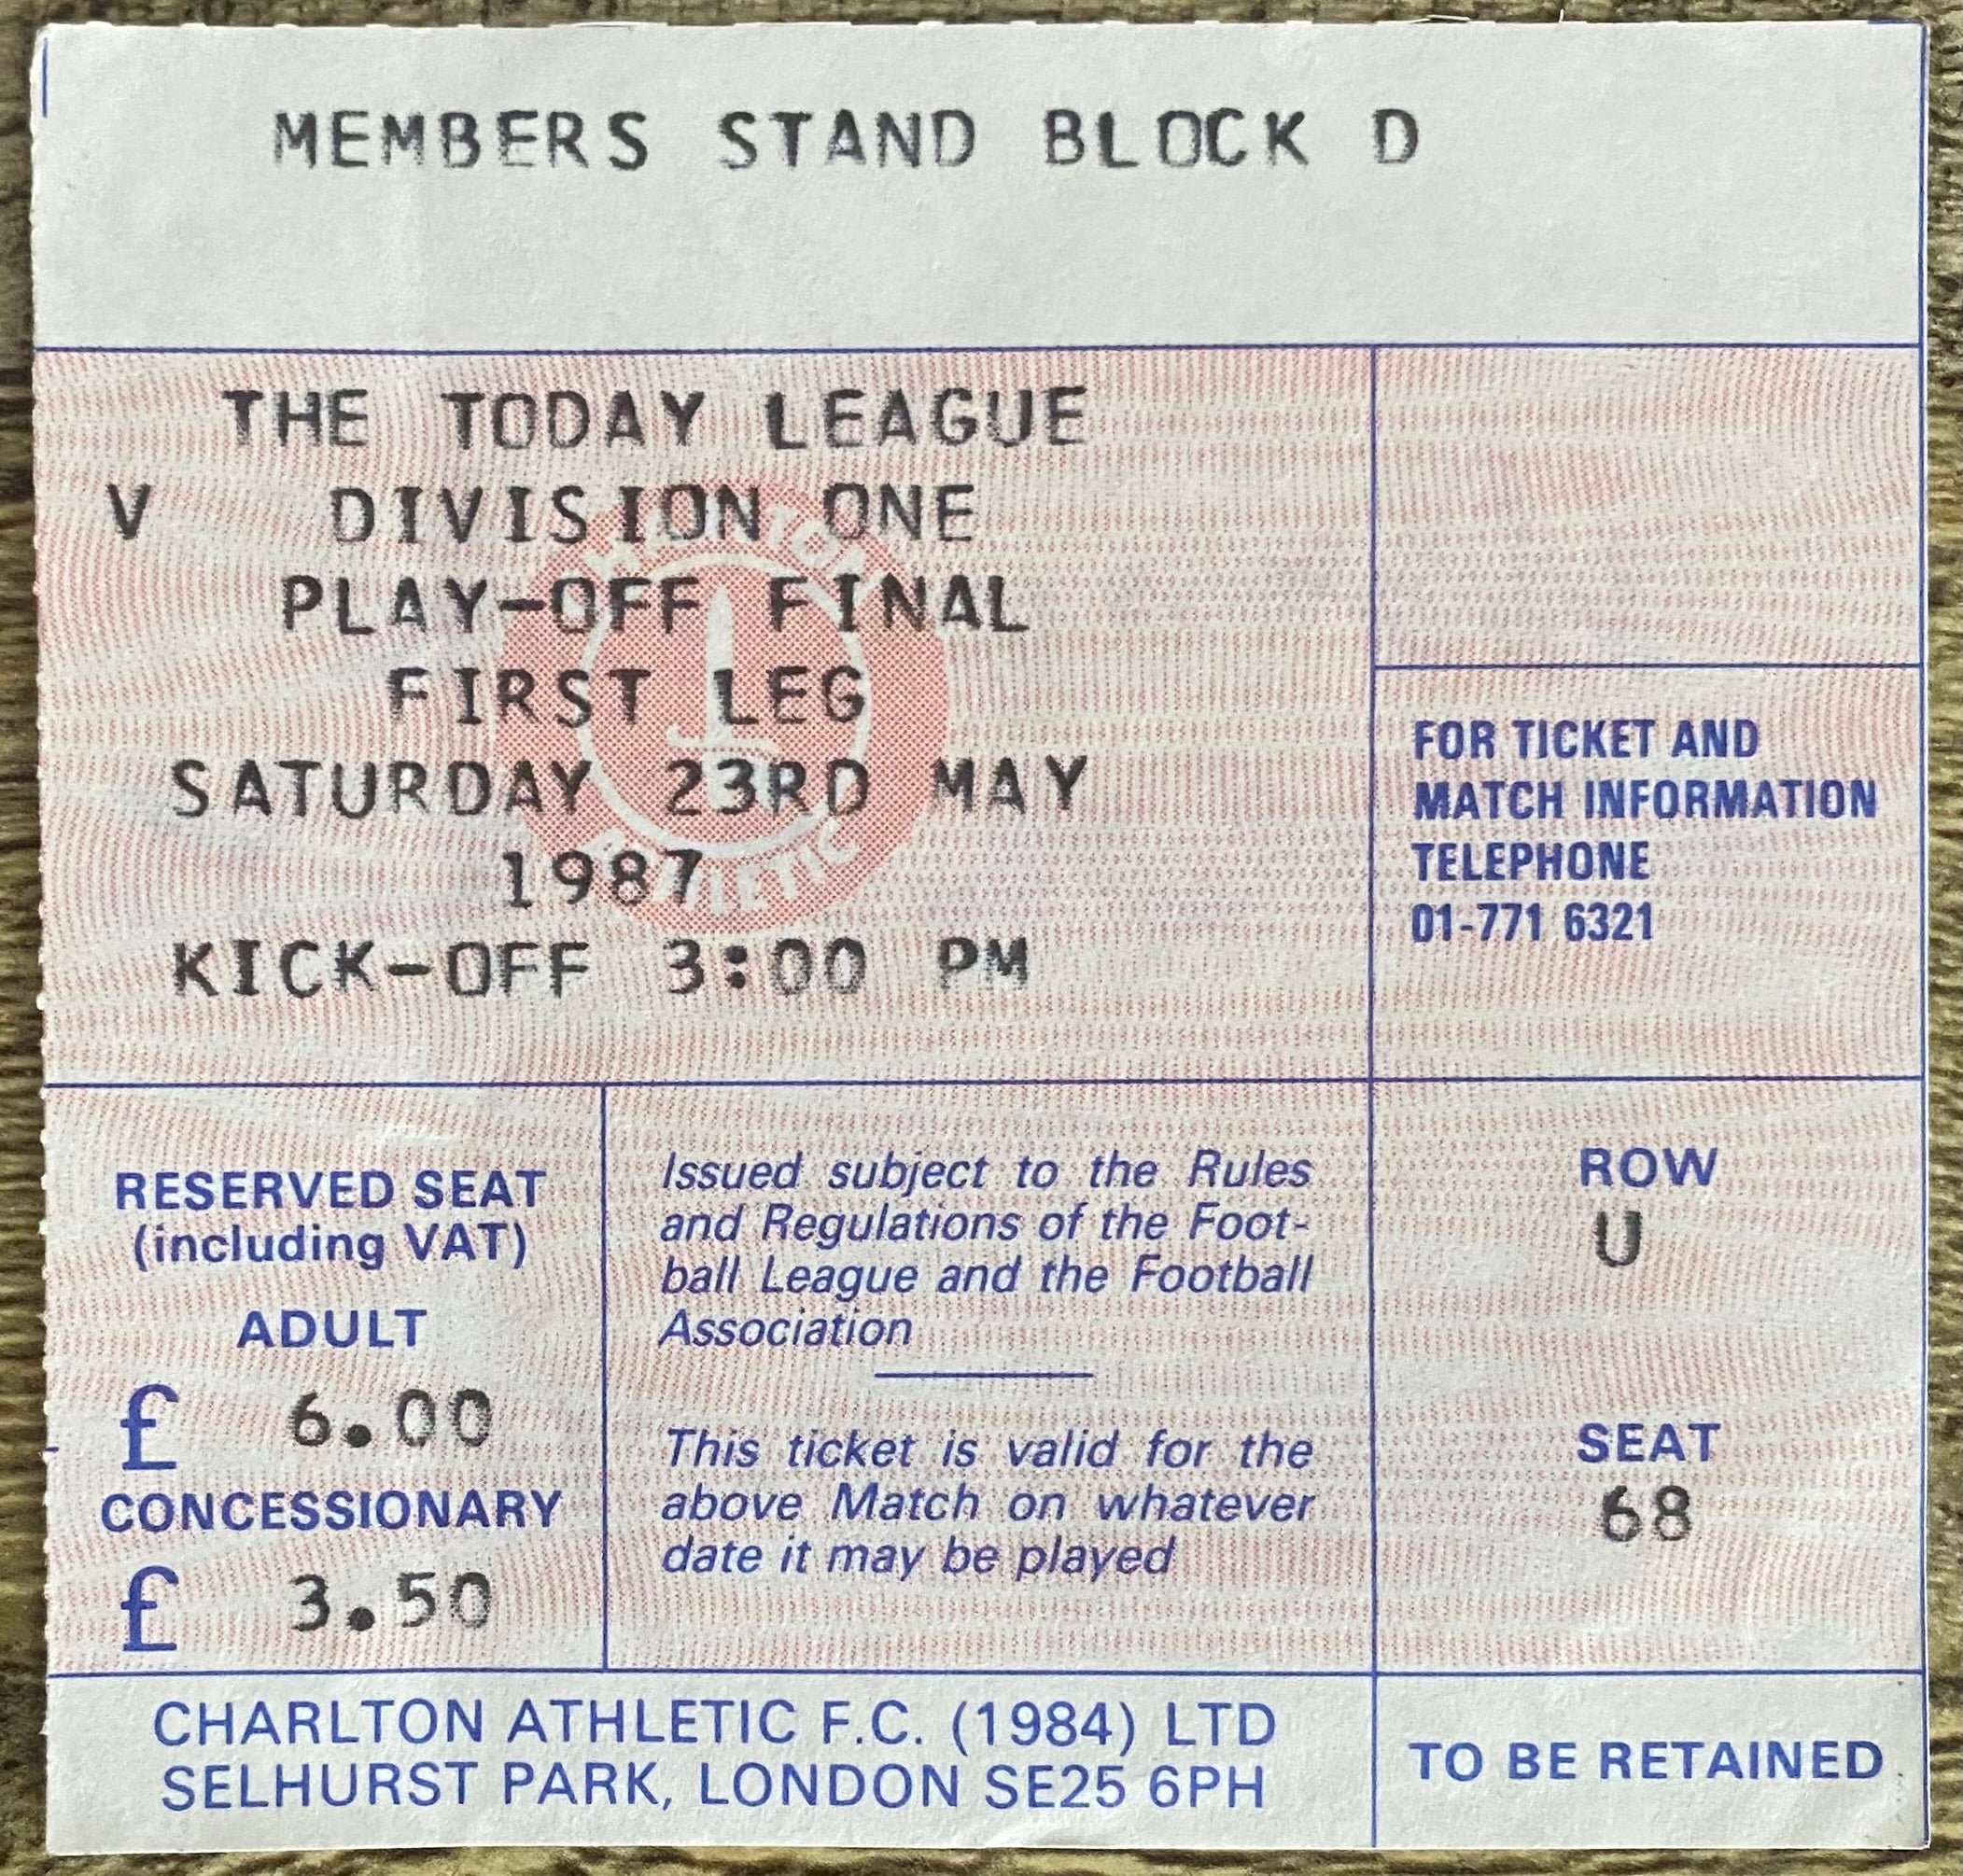 MEMBERS STAND BLOCK D
THE TODAY LEAGUE
V DIVISION ONE
PLAY-OFF FINAL
FIRST LEG
SATURDAY 23RD MAY
1987
KICK-OFF 3:00 PM
CHARLTON
ATHLETIC
FOR TICKET AND
MATCH INFORMATION
TELEPHONE
01-771 6321
RESERVED SEAT
(including VAT)
ADULT
£ 6.00
CONCESSIONARY
£ 3.50
Issued subject to the Rules
and Regulations of the Foot-
ball League and the Football
Association
This ticket is valid for the
above Match on whatever
date it may be played
ROW
U
SEAT
68
CHARLTON ATHLETIC F.C. (1984) LTD
SELHURST PARK, LONDON SE25 6PH
TO BE RETAINED